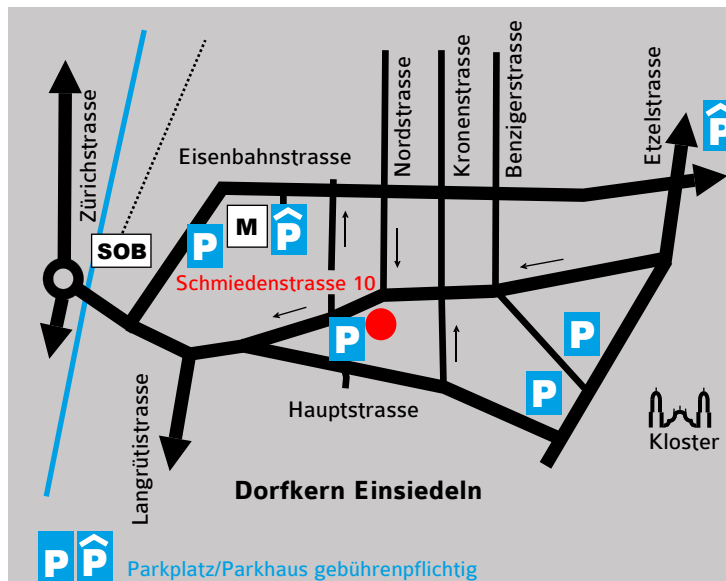 Zürichstrasse
Eisenbahnstrasse
Nordstrasse
Kronenstrasse
Benzigerstrasse
Etzelstrasse
P
SOB
P
M
P
Schmiedenstrasse 10
P
P
P
Hauptstrasse
Langrütistrasse
Kloster
Dorfkern Einsiedeln
P P Parkplatz/Parkhaus gebührenpflichtig